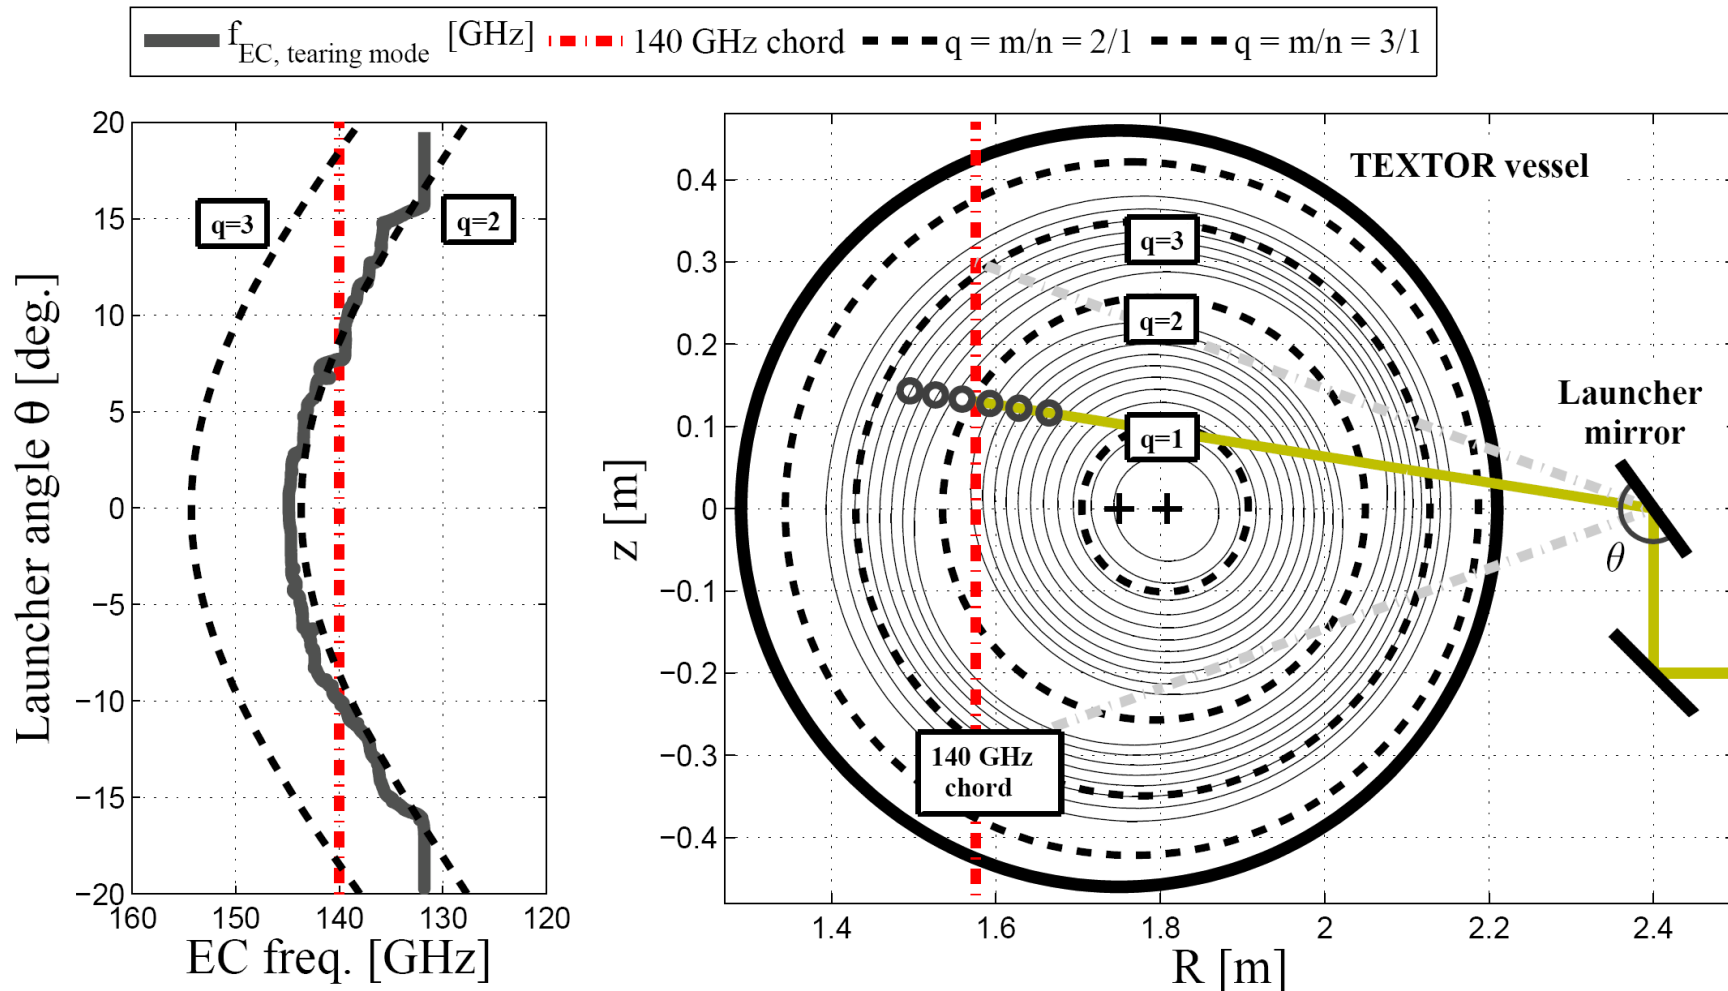 f_EC, tearing mode [GHz] 140 GHz chord q = m/n = 2/1 q = m/n = 3/1
20
15
10
5
0
−5
−10
−15
−20
Launcher angle θ [deg.]
q=3
q=2
160 150 140 130 120
EC freq. [GHz]
TEXTOR vessel
0.4
0.3
0.2
0.1
0
−0.1
−0.2
−0.3
−0.4
z [m]
q=3
q=2
q=1
140 GHz
chord
Launcher
mirror
θ
1.4 1.6 1.8 2 2.2 2.4
R [m]